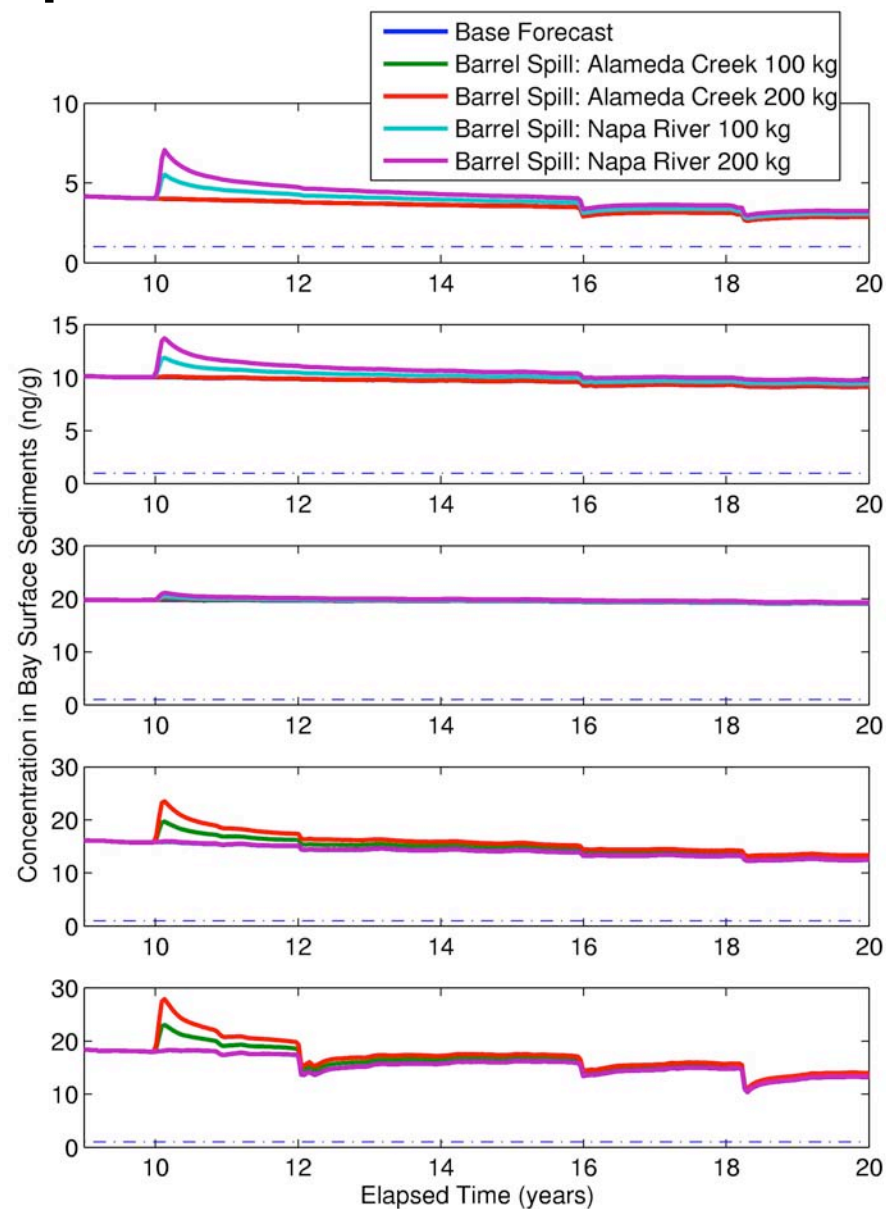 Base Forecast
Barrel Spill: Alameda Creek 100 kg
Barrel Spill: Alameda Creek 200 kg
Barrel Spill: Napa River 100 kg
Barrel Spill: Napa River 200 kg
Concentration in Bay Surface Sediments (ng/g)
10
5
0
10 12 14 16 18 20
15
10
5
0
10 12 14 16 18 20
30
20
10
0
10 12 14 16 18 20
30
20
10
0
10 12 14 16 18 20
30
20
10
0
10 12 14 16 18 20
Elapsed Time (years)